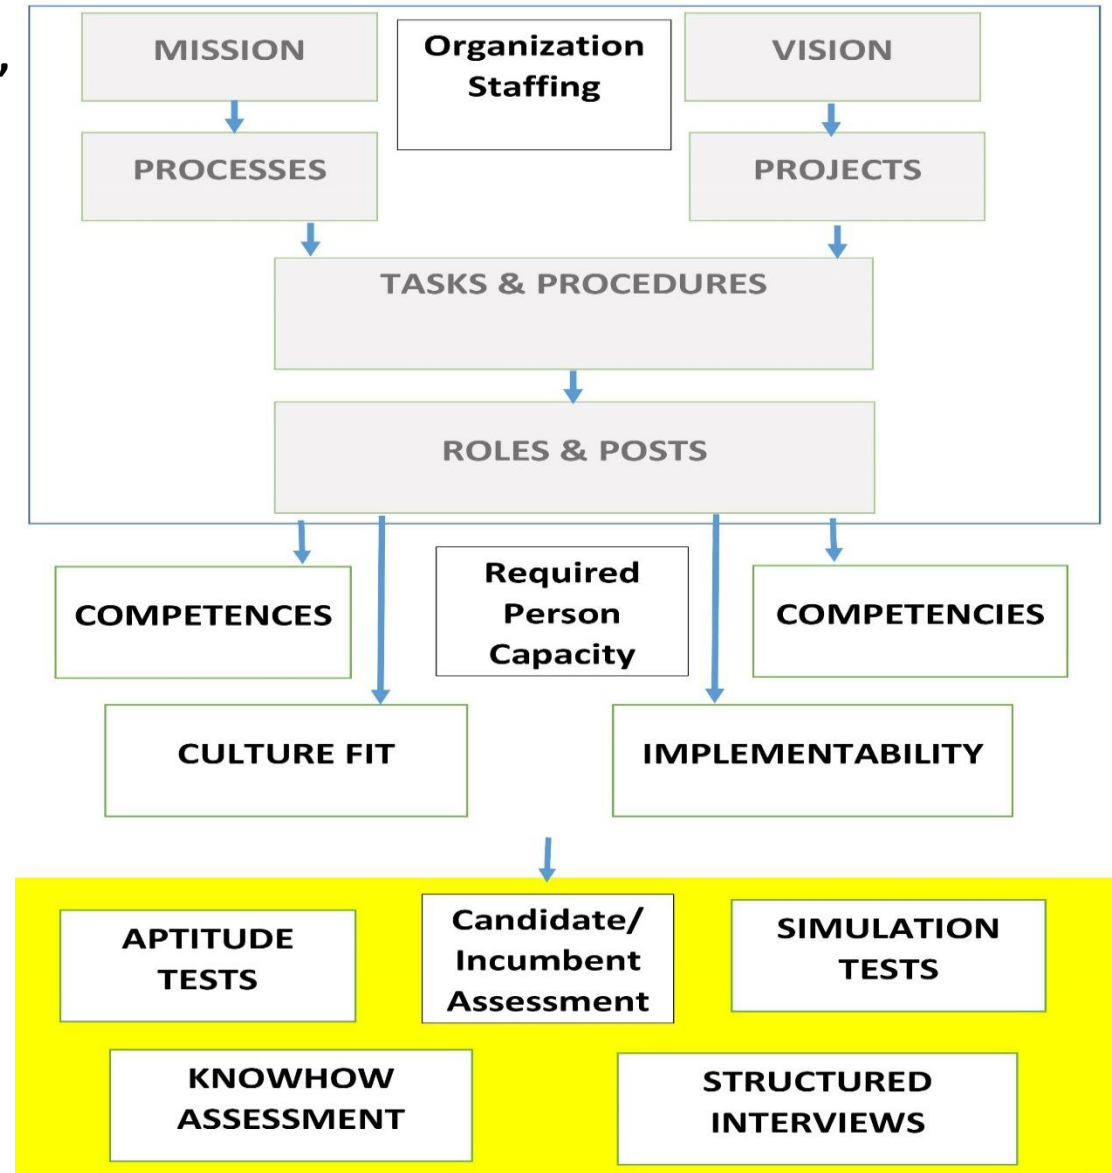 ,
MISSION
Organization
Staffing
VISION
PROCESSES
PROJECTS
TASKS & PROCEDURES
ROLES & POSTS
COMPETENCES
Required
Person
Capacity
COMPETENCIES
CULTURE FIT
IMPLEMENTABILITY
APTITUDE
TESTS
Candidate/
Incumbent
Assessment
SIMULATION
TESTS
KNOWHOW
ASSESSMENT
STRUCTURED
INTERVIEWS